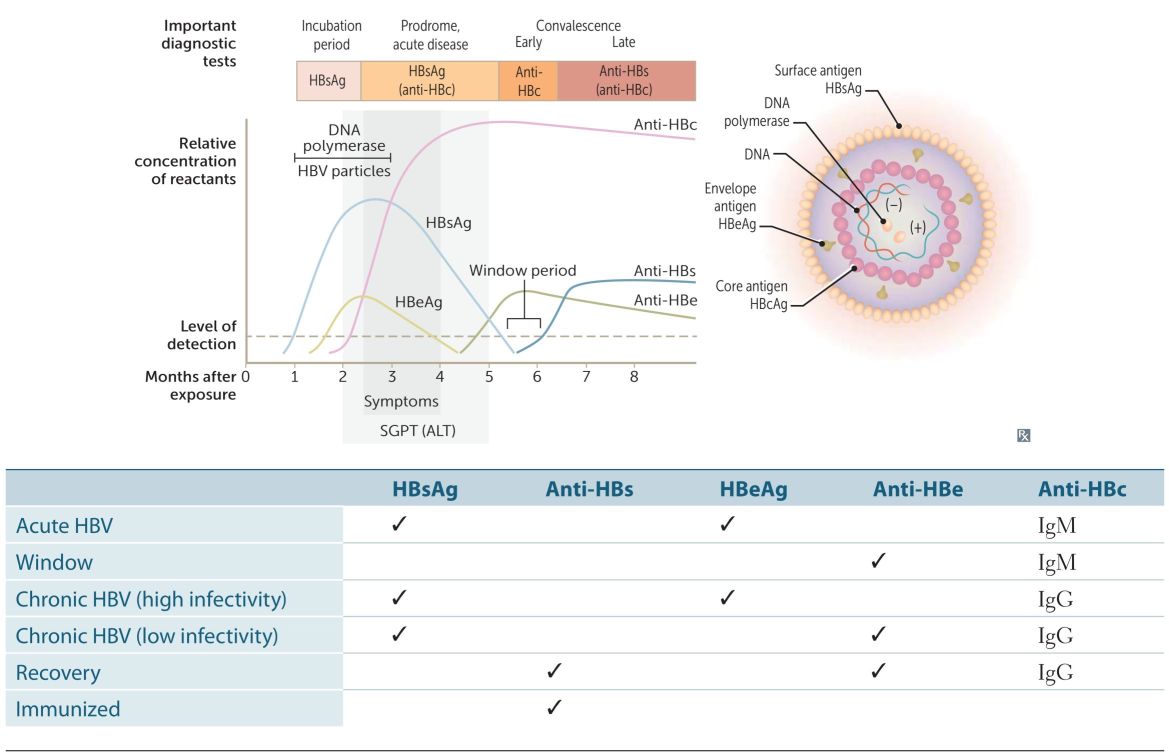 Important
diagnostic
tests
Incubation
period
Prodrome,
acute disease
Convalescence
Early
Late
HBsAg
HBsAg
(anti-HBc)
Anti-
HBc
Anti-HBs
(anti-HBc)
Relative
concentration
of reactants
DNA
polymerase
HBV particles
Anti-HBc
HBsAg
Window period
Anti-HBs
HBeAg
Anti-HBe
Level of
detection
Months after
exposure
0 1 2 3 4 5 6 7 8
Symptoms
SGPT (ALT)
Surface antigen
HBsAg
DNA
polymerase
DNA
Envelope
antigen
HBeAg
Core antigen
HBcAg
(–)
(+)
Rx
HBsAg Anti-HBs HBeAg Anti-HBe Anti-HBc
Acute HBV ✓ ✓ IgM
Window ✓ IgM
Chronic HBV (high infectivity) ✓ ✓ IgG
Chronic HBV (low infectivity) ✓ ✓ IgG
Recovery ✓ ✓ IgG
Immunized ✓